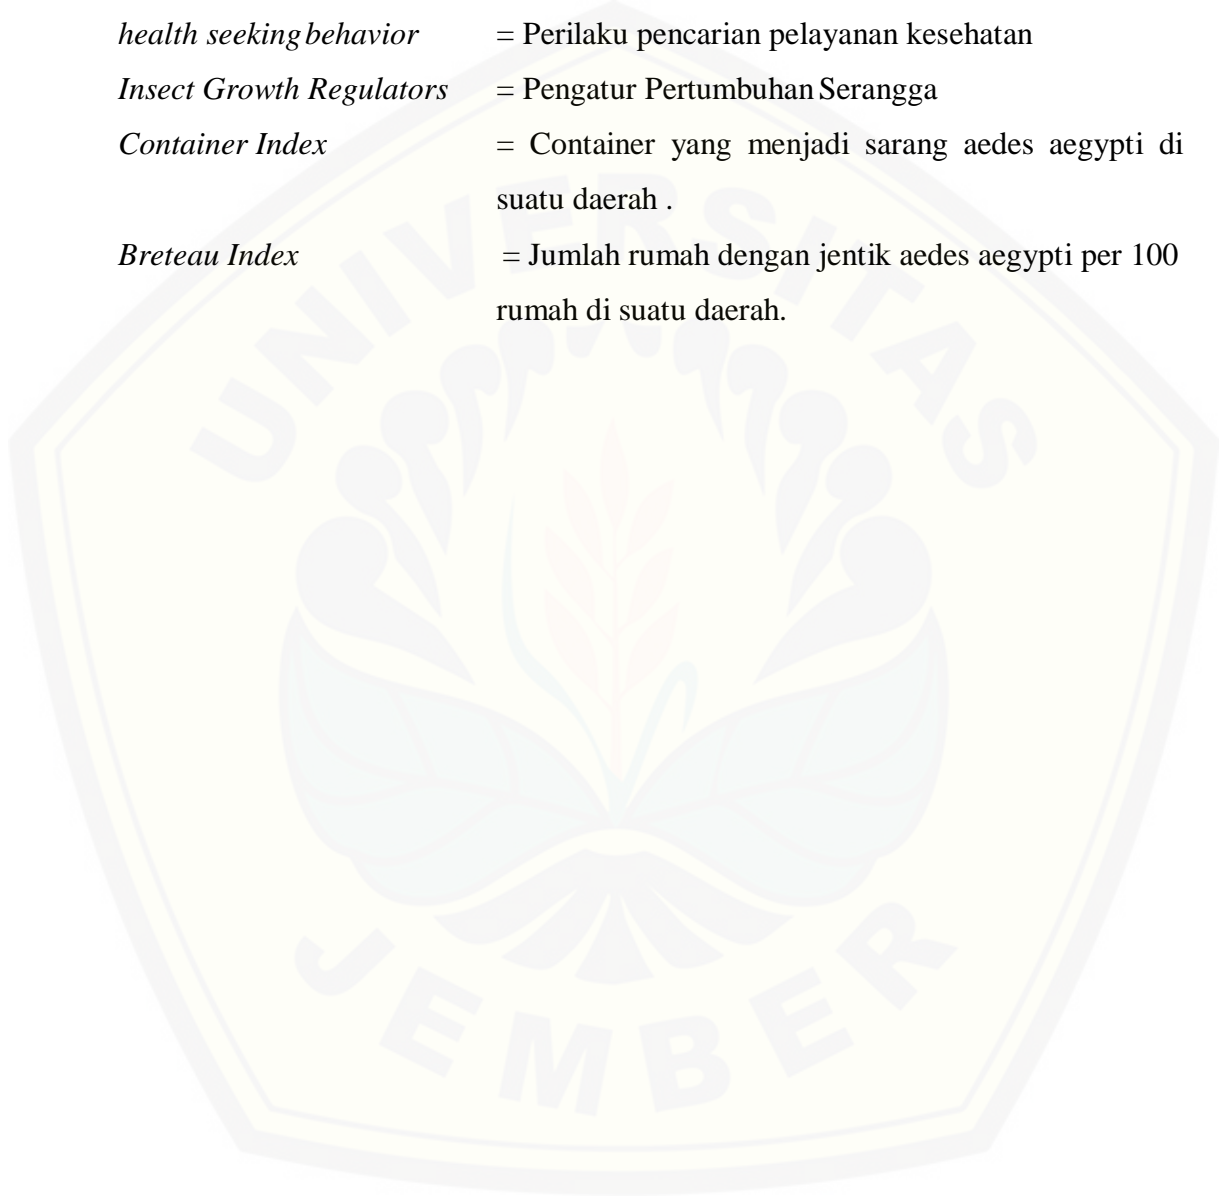 health seeking behavior = Perilaku pencarian pelayanan kesehatan
Insect Growth Regulators = Pengatur Pertumbuhan Serangga
Container Index = Container yang menjadi sarang aedes aegypti di
suatu daerah .
Breteau Index = Jumlah rumah dengan jentik aedes aegypti per 100
rumah di suatu daerah.
UNIVERSITAS
JEMBER